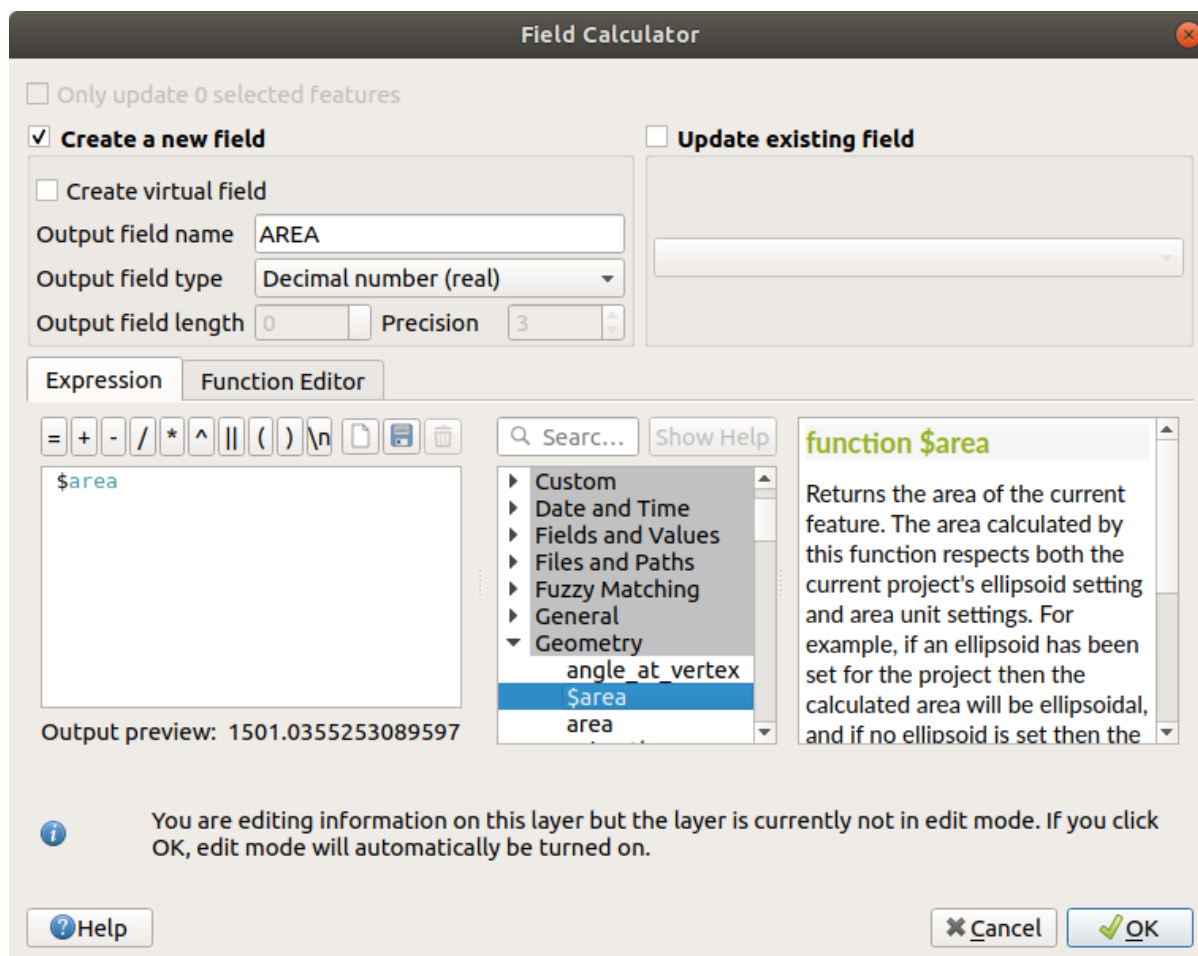 Field Calculator
Only update 0 selected features
Create a new field
Update existing field
Create virtual field
Output field name AREA
Output field type Decimal number (real)
Output field length 0 Precision 3
Expression Function Editor
= + - / * ^ || ( ) \n
Searc... Show Help
$area
Custom
Date and Time
Fields and Values
Files and Paths
Fuzzy Matching
General
Geometry
angle_at_vertex
$area
area
function $area
Returns the area of the current
feature. The area calculated by
this function respects both the
current project's ellipsoid setting
and area unit settings. For
example, if an ellipsoid has been
set for the project then the
calculated area will be ellipsoidal,
and if no ellipsoid is set then the
Output preview: 1501.0355253089597
You are editing information on this layer but the layer is currently not in edit mode. If you click
OK, edit mode will automatically be turned on.
Help
Cancel
OK